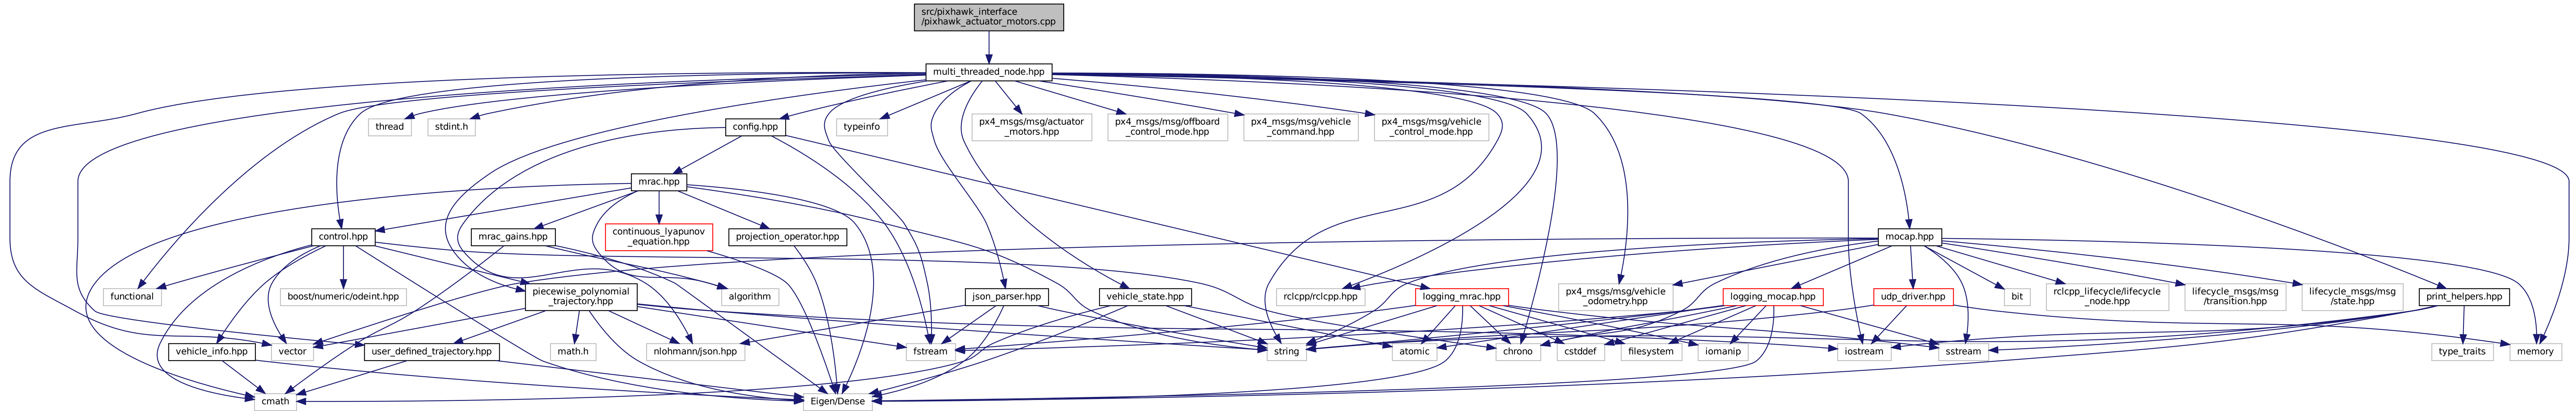 src/pixhawk_interface
/pixhawk_actuator_motors.cpp
multi_threaded_node.hpp
thread
stdint.h
config.hpp
typeinfo
px4_msgs/msg/actuator
_motors.hpp
px4_msgs/msg/offboard
_control_mode.hpp
px4_msgs/msg/vehicle
_command.hpp
px4_msgs/msg/vehicle
_control_mode.hpp
mrac.hpp
control.hpp
mrac_gains.hpp
continuous_lyapunov
_equation.hpp
projection_operator.hpp
mocap.hpp
functional
boost/numeric/odeint.hpp
piecewise_polynomial
_trajectory.hpp
algorithm
json_parser.hpp
vehicle_state.hpp
rclcpp/rclcpp.hpp
logging_mrac.hpp
px4_msgs/msg/vehicle
_odometry.hpp
logging_mocap.hpp
udp_driver.hpp
bit
rclcpp_lifecycle/lifecycle
_node.hpp
lifecycle_msgs/msg
/transition.hpp
lifecycle_msgs/msg
/state.hpp
print_helpers.hpp
vehicle_info.hpp
vector
user_defined_trajectory.hpp
math.h
nlohmann/json.hpp
fstream
string
atomic
chrono
cstddef
filesystem
iomanip
iostream
sstream
type_traits
memory
cmath
Eigen/Dense